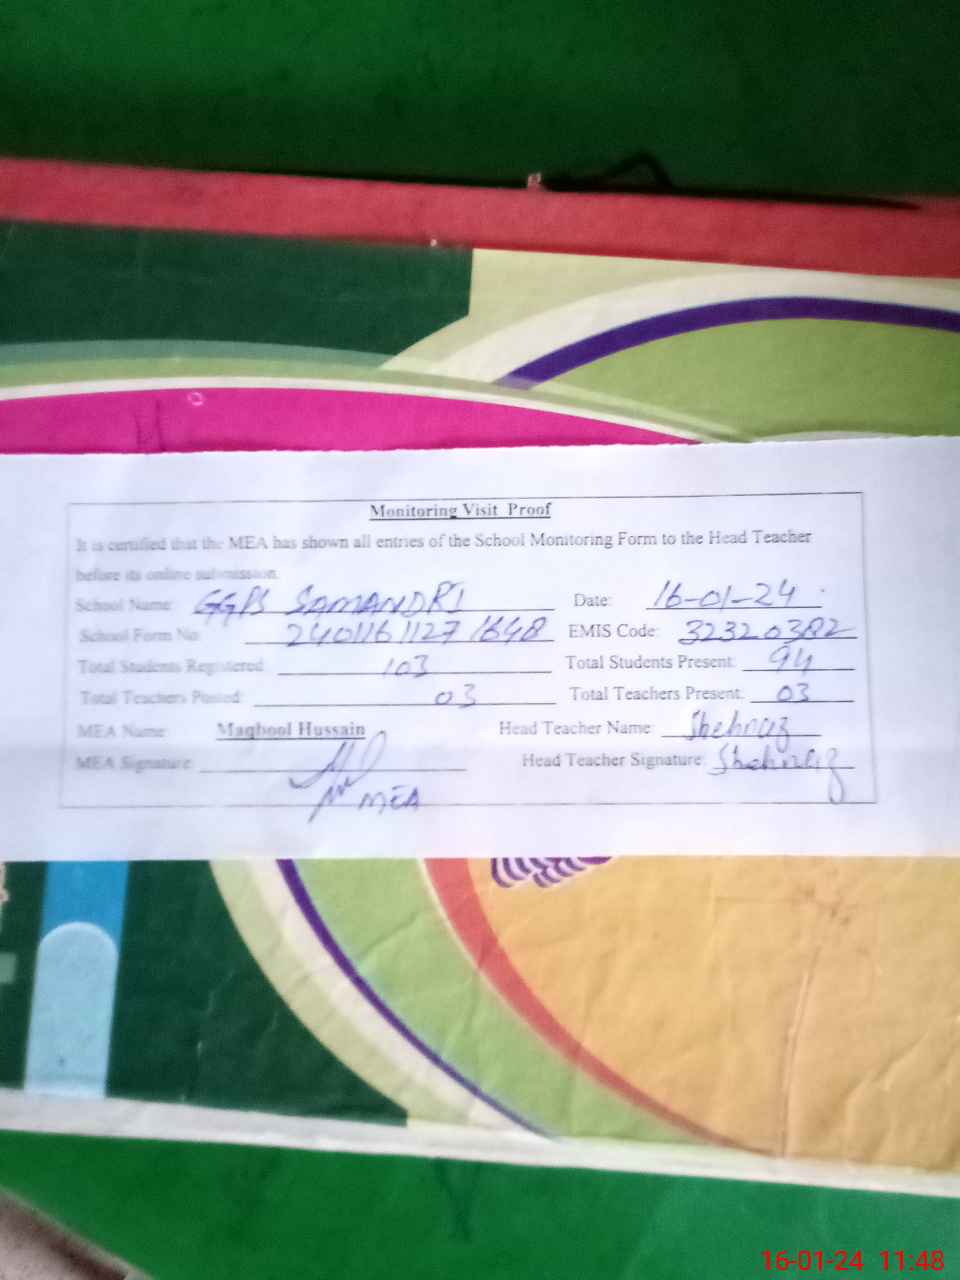 Monitoring Visit Proof
It is certified that the MEA has shown all entries of the School Monitoring Form to the Head Teacher
before its online submission.
School Name: GGPS SAMANDRI Date: 16-01-24
School Form No: 2401161127 1648 EMIS Code: 32320382
Total Students Registered: 103 Total Students Present: 94
Total Teachers Posted: 03 Total Teachers Present: 03
MEA Name: Maqbool Hussain Head Teacher Name: Shehnaz
MEA Signature: Head Teacher Signature: Shehnaz
MEA
16-01-24 11:48